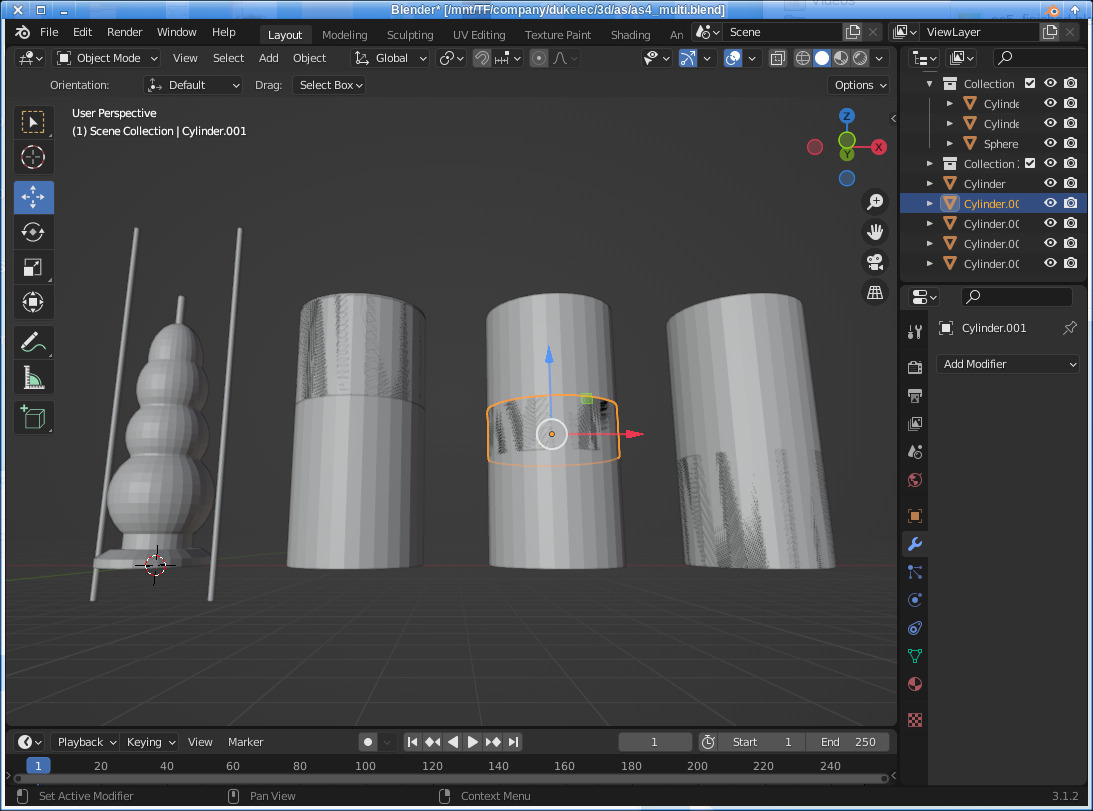 Blender* [/mnt/TF/company/dukelec/3d/as/as4_multi.blend]
File Edit Render Window Help Layout Modeling Sculpting UV Editing Texture Paint Shading An Scene ViewLayer
Object Mode View Select Add Object Global
Orientation: Default Drag: Select Box Options
User Perspective
(1) Scene Collection | Cylinder.001
Z
X
Y
Collection
Cylinde
Cylinde
Sphere
Collection
Cylinder
Cylinder.00
Cylinder.00
Cylinder.00
Cylinder.00
Cylinder.001
Add Modifier
Playback Keying View Marker 1 Start 1 End 250
1 20 40 60 80 100 120 140 160 180 200 220 240
Set Active Modifier Pan View Context Menu 3.1.2